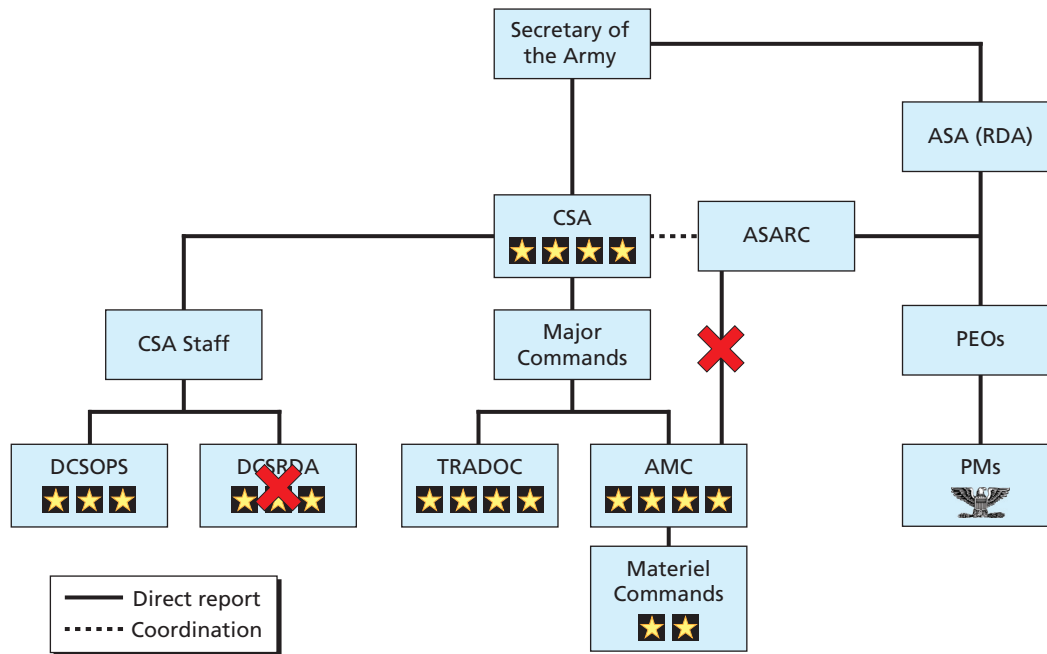 Secretary of
the Army
ASA (RDA)
CSA
ASARC
CSA Staff
Major
Commands
PEOs
DCSOPS
DCSRDA
TRADOC
AMC
PMs
Materiel
Commands
Direct report
Coordination